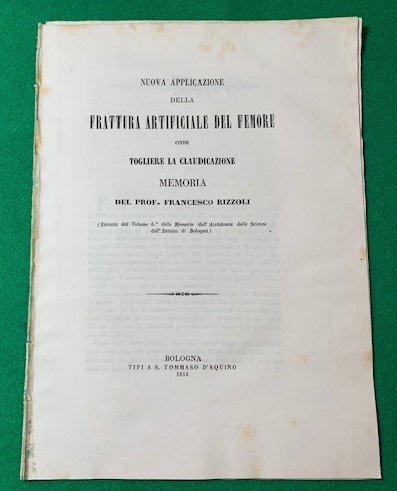 NUOVA APPLICAZIONE
DELLA
FRATTURA ARTIFICIALE DEL FEMORE
ONDE
TOGLIERE LA CLAUDICAZIONE
MEMORIA
DEL PROF. FRANCESCO RIZZOLI
(Estratta dal Volume 5.° delle Memorie dell'Accademia delle Scienze
dell'Istituto di Bologna).
BOLOGNA
TIPI A S. TOMMASO D'AQUINO
1854